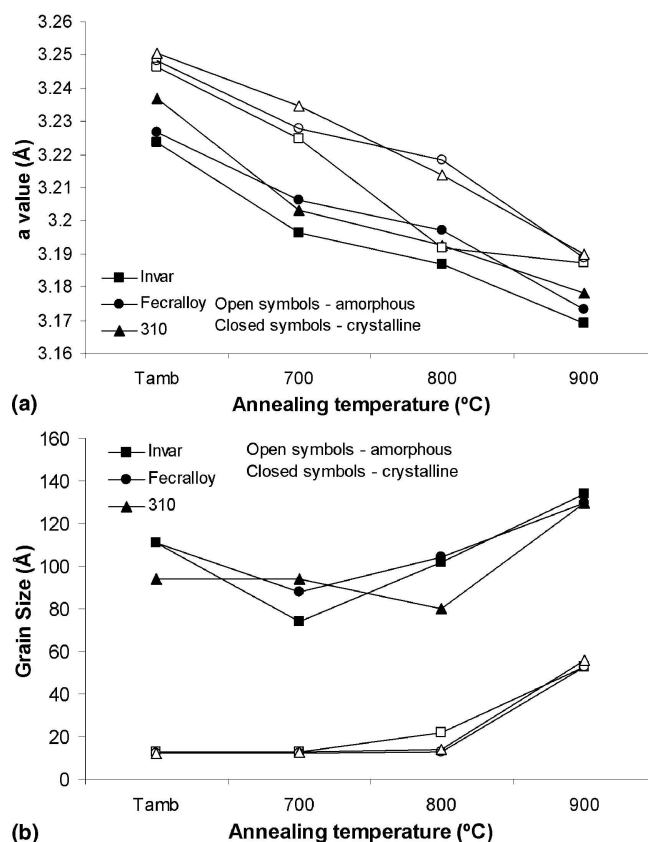 3.26
3.25
3.24
3.23
3.22
3.21
3.2
3.19
3.18
3.17
3.16
a value (Å)
Invar
Fecralloy Open symbols - amorphous
310 Closed symbols - crystalline
Tamb 700 800 900
(a) Annealing temperature (ºC)
160
140
120
100
80
60
40
20
0
Grain Size (Å)
Invar Open symbols - amorphous
Fecralloy Closed symbols - crystalline
310
Tamb 700 800 900
(b) Annealing temperature (ºC)